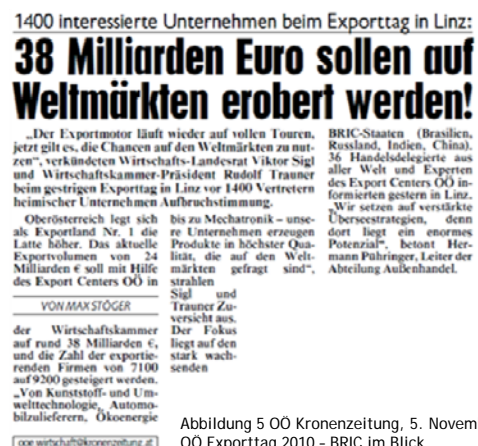 1400 interessierte Unternehmen beim Exporttag in Linz:
38 Milliarden Euro sollen auf
Weltmärkten erobert werden!
„Der Exportmotor läuft wieder auf vollen Touren,
jetzt gilt es, die Chancen auf den Weltmärkten zu nut-
zen“, verkündeten Wirtschafts-Landesrat Viktor Sigl
und Wirtschaftskammer-Präsident Rudolf Trauner
beim gestrigen Exporttag in Linz vor 1400 Vertretern
heimischer Unternehmen Aufbruchstimmung.
Oberösterreich legt sich
als Exportland Nr. 1 die
Latte höher. Das aktuelle
Exportvolumen von 24
Milliarden € soll mit Hilfe
des Export Centers OÖ in
VON MAX STÖGER
der Wirtschaftskammer
auf rund 38 Milliarden €,
und die Zahl der exportie-
renden Firmen von 7100
auf 9200 gesteigert werden.
„Von Kunststoff- und Um-
welttechnologie, Automo-
bilzulieferern, Ökoenergie
ooe.wirtschaft@kronenzeitung.at
bis zu Mechatronik – unse-
re Unternehmen erzeugen
Produkte in höchster Qua-
lität, die auf den Welt-
märkten gefragt sind“,
strahlen
Sigl und
Trauner Zu-
versicht aus.
Der Fokus
liegt auf den
stark wach-
senden
BRIC-Staaten (Brasilien,
Russland, Indien, China).
36 Handelsdelegierte aus
aller Welt und Experten
des Export Centers OÖ in-
formierten gestern in Linz.
„Wir setzen auf verstärkte
Überseestrategien, denn
dort liegt ein enormes
Potenzial“, betont Her-
mann Pühringer, Leiter der
Abteilung Außenhandel.
Abbildung 5 OÖ Kronenzeitung, 5. Novem
OÖ Exporttag 2010 – BRIC im Blick